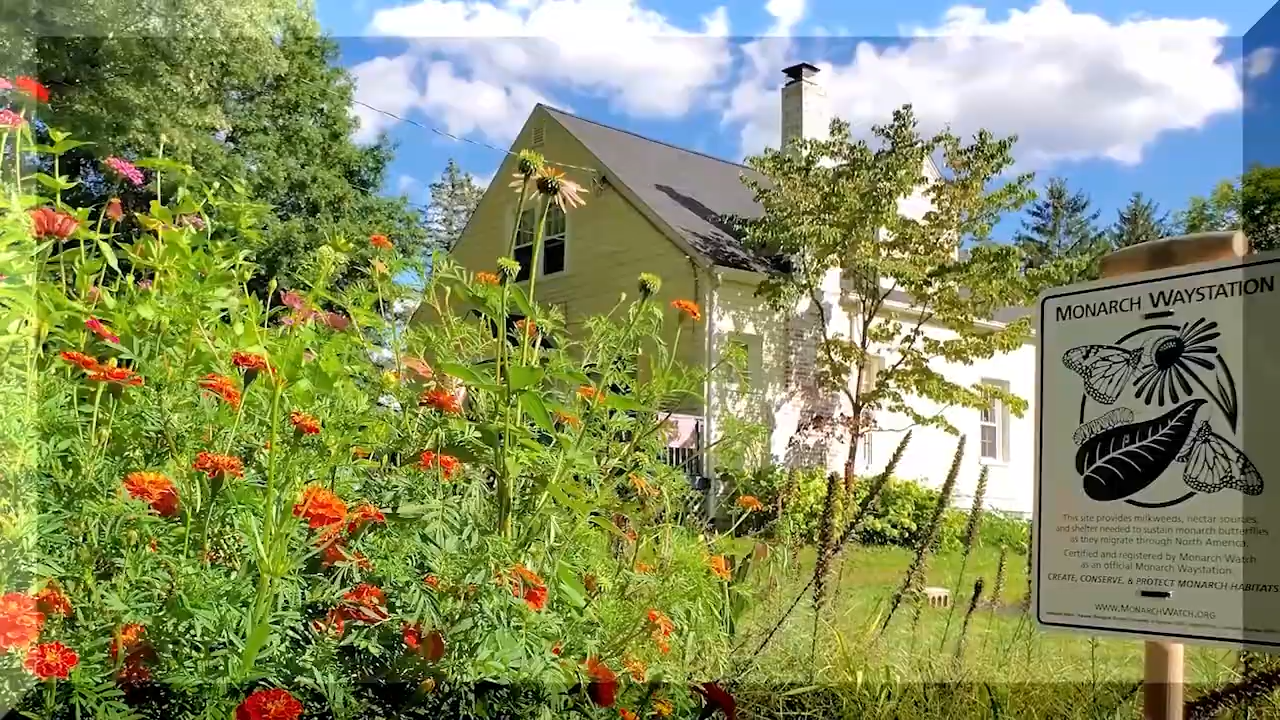 MONARCH WAYSTATION
This site provides milkweeds, nectar sources,
and shelter needed to sustain monarch butterflies
as they migrate through North America.
Certified and registered by Monarch Watch
as an official Monarch Waystation.
CREATE, CONSERVE, & PROTECT MONARCH HABITATS
WWW.MONARCHWATCH.ORG